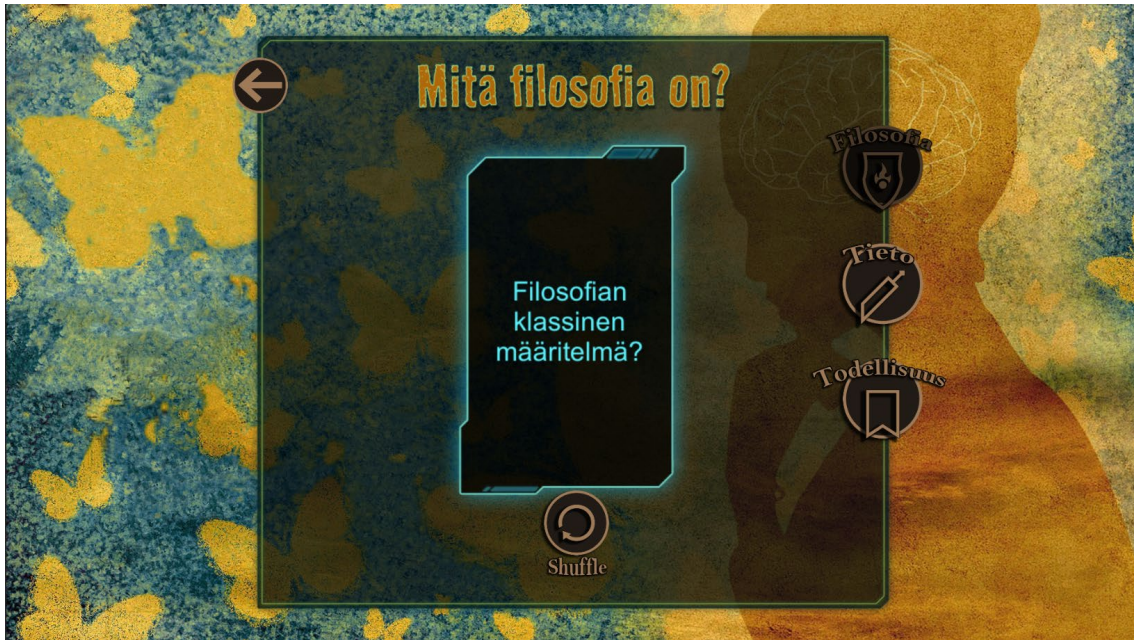 Mitä filosofia on?
Filosofian
klassinen
määritelmä?
Filosofia
Tieto
Todellisuus
Shuffle